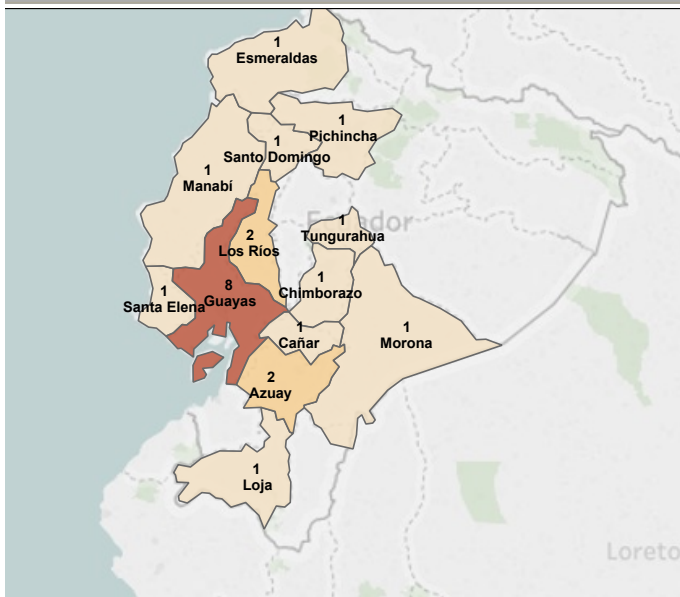 1
Esmeraldas
1
Pichincha
1
Santo Domingo
1
Manabí
Ecuador
1
Tungurahua
2
Los Ríos
1
Chimborazo
8
Guayas
1
Santa Elena
1
Cañar
1
Morona
2
Azuay
1
Loja
Loreto